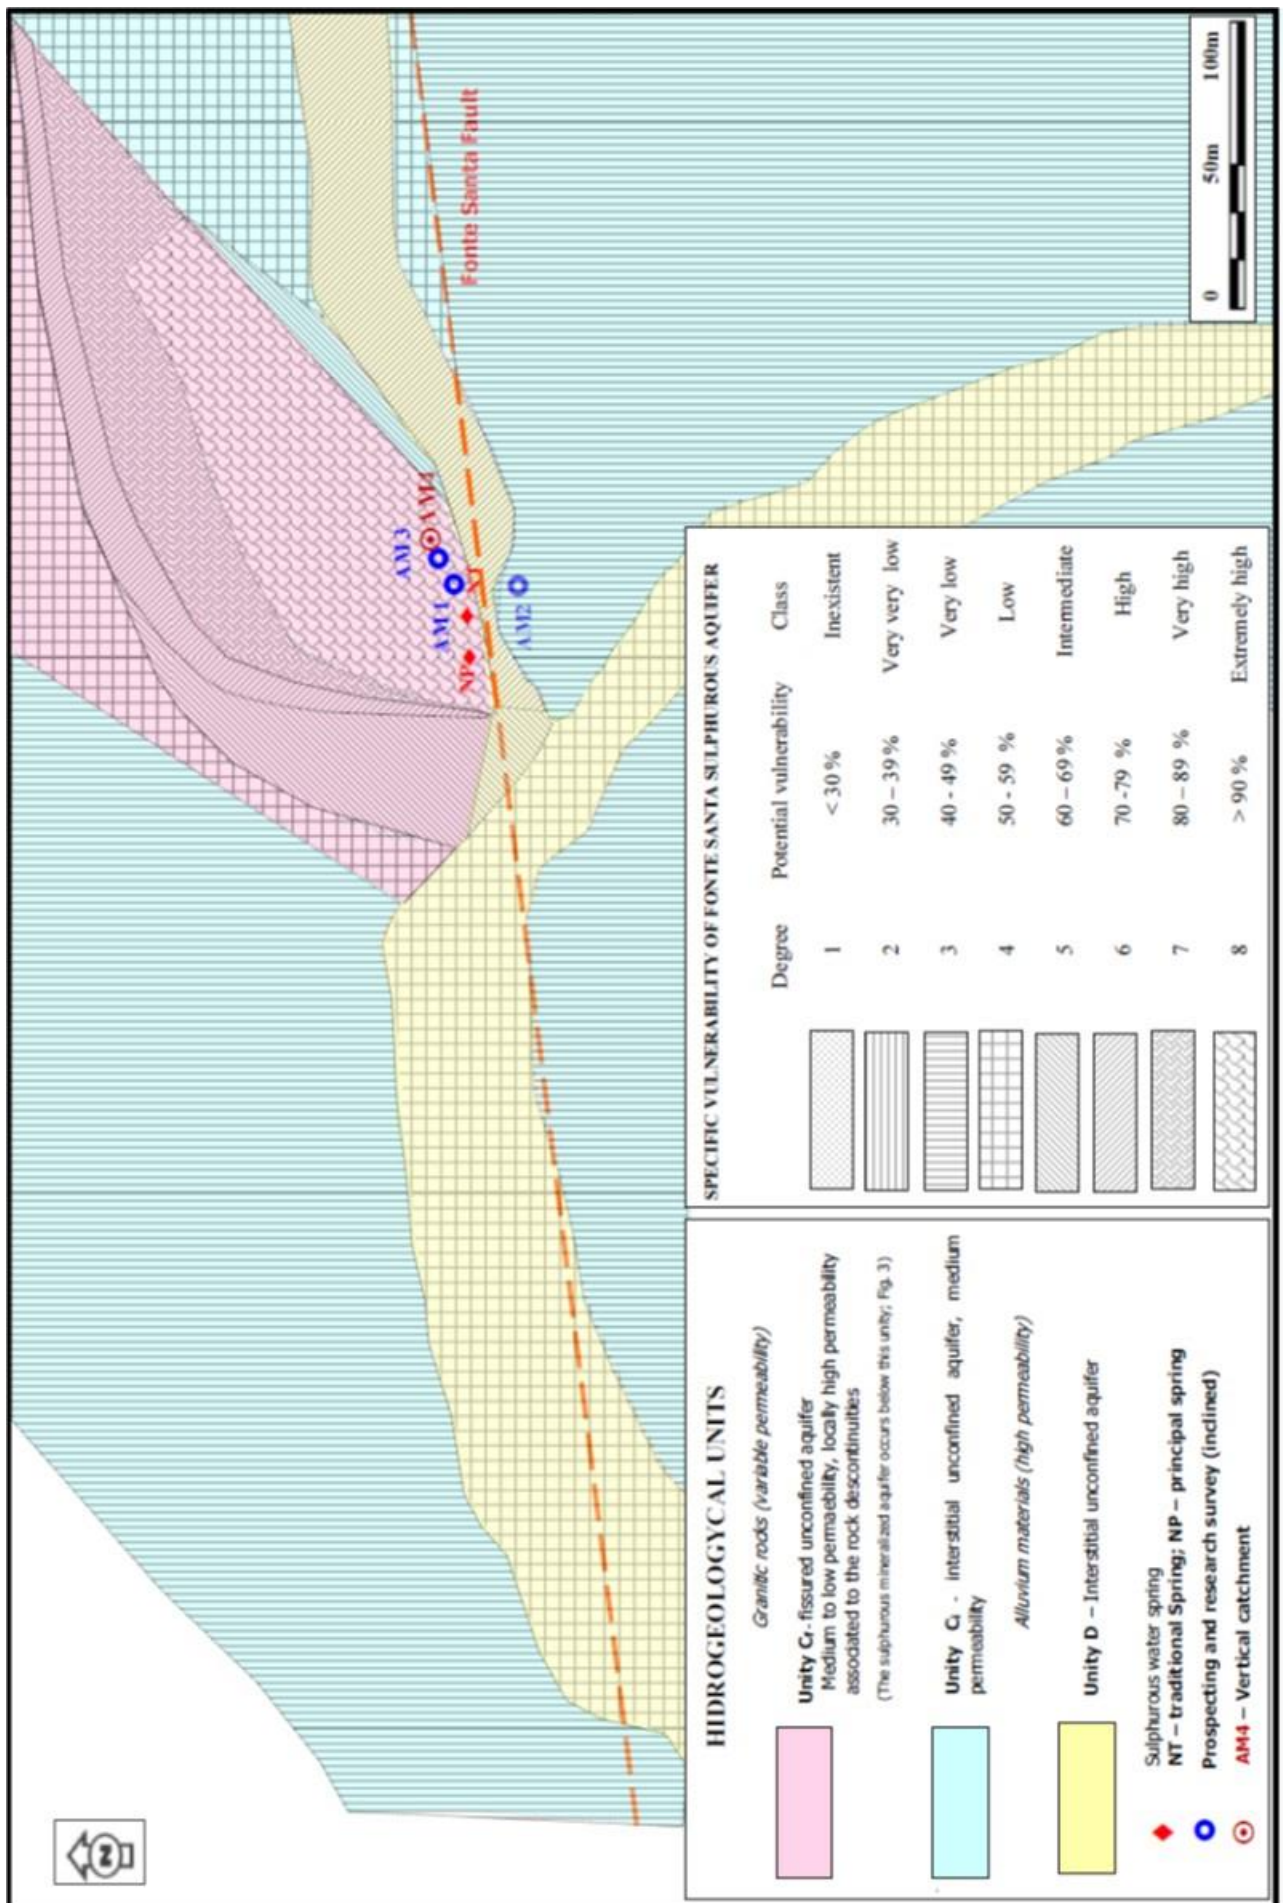 Fonte Santa Fault
AM3
AM4
AM1
NT
NP
AM2
0 50m 100m
N
HIDROGEOLOGYCAL UNITS
Granitic rocks (variable permeability)
Unity Cr- fissured unconfined aquifer
Medium to low permaebility, locally high permeability
associated to the rock descontinuities
(The sulphurous mineralized aquifer occurs below this unity; Fig. 3)
Unity Ci - interstitial unconfined aquifer, medium
permeability
Alluvium materials (high permeability)
Unity D – Interstitial unconfined aquifer
Sulphurous water spring
NT – traditional Spring; NP – principal spring
Prospecting and research survey (inclined)
AM4 – Vertical catchment
SPECIFIC VULNERABILITY OF FONTE SANTA SULPHUROUS AQUIFER
Degree Potential vulnerability Class
1 < 30 % Inexistent
2 30 – 39 % Very very low
3 40 - 49 % Very low
4 50 - 59 % Low
5 60 – 69 % Intermediate
6 70 -79 % High
7 80 – 89 % Very high
8 > 90 % Extremely high